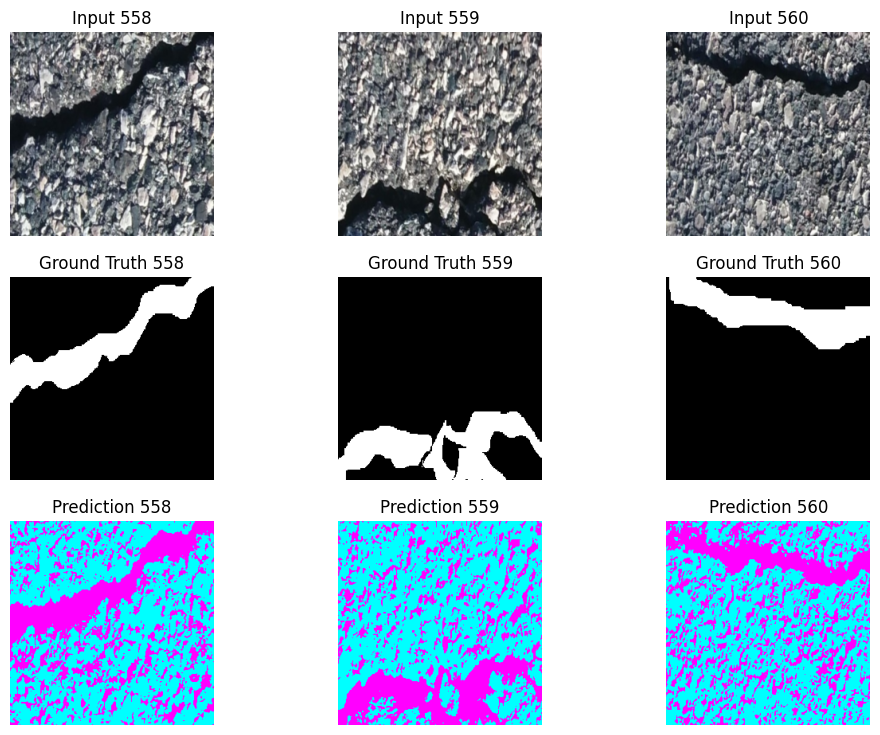 Input 558
Input 559
Input 560
Ground Truth 558
Ground Truth 559
Ground Truth 560
Prediction 558
Prediction 559
Prediction 560